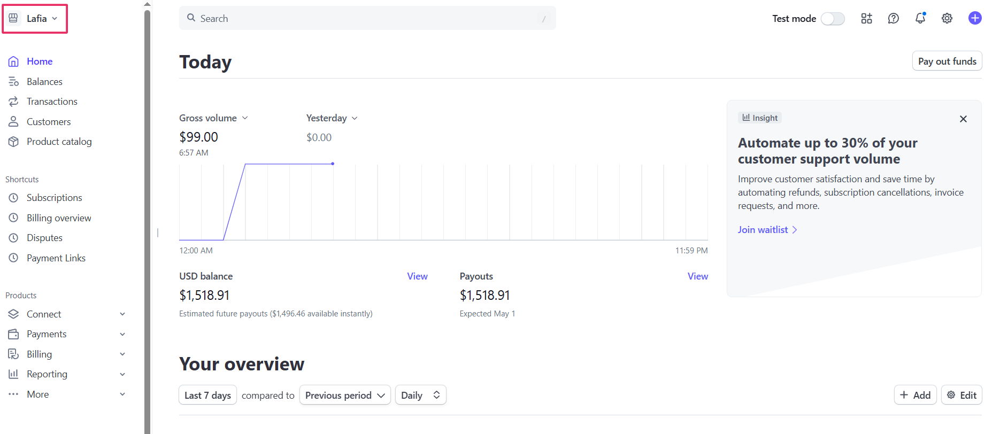 Lafia
Search /
Test mode
Home
Balances
Transactions
Customers
Product catalog
Shortcuts
Subscriptions
Billing overview
Disputes
Payment Links
Products
Connect
Payments
Billing
Reporting
More
Today
Pay out funds
Gross volume
$99.00
6:57 AM
Yesterday
$0.00
12:00 AM
11:59 PM
USD balance
View
$1,518.91
Estimated future payouts ($1,496.46 available instantly)
Payouts
View
$1,518.91
Expected May 1
Insight
Automate up to 30% of your
customer support volume
Improve customer satisfaction and save time by
automating refunds, subscription cancellations, invoice
requests, and more.
Join waitlist
Your overview
Last 7 days compared to Previous period Daily
Add
Edit